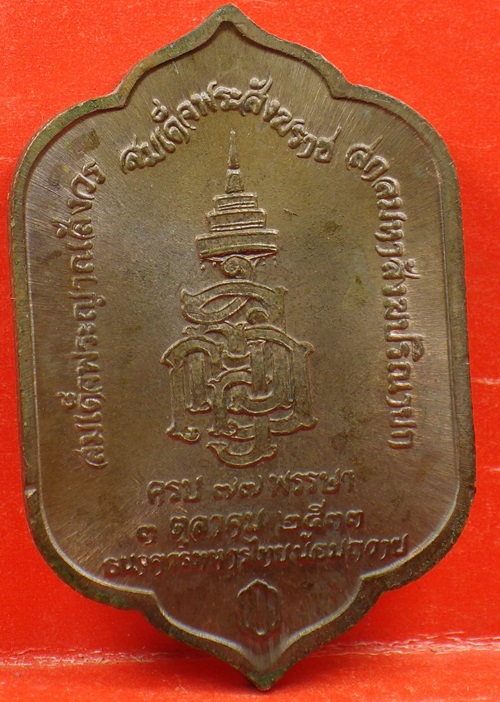 สมเด็จพระญาณสังวร สมเด็จพระสังฆราช สกลมหาสังฆปริณายก
ครบ ๗๗ พรรษา
๓ ตุลาคม ๒๕๓๓
ธนาคารทหารไทยน้อมถวาย